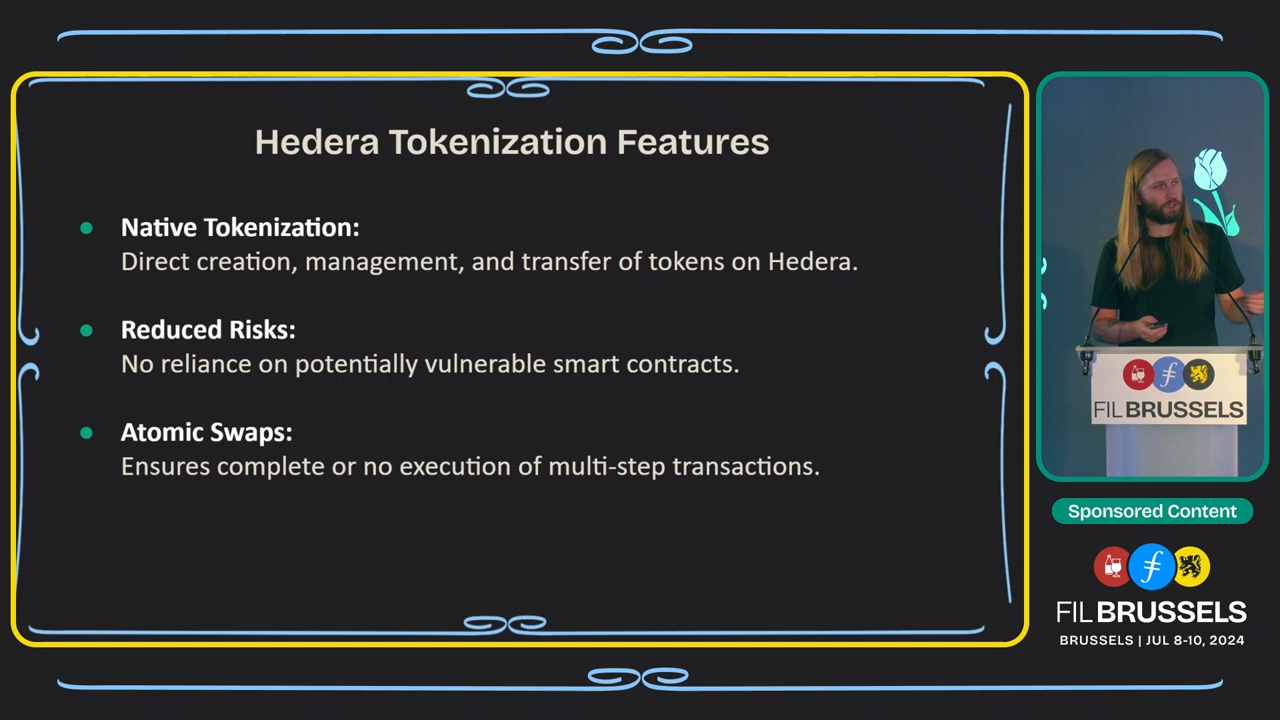 Hedera Tokenization Features
Native Tokenization:
Direct creation, management, and transfer of tokens on Hedera.
Reduced Risks:
No reliance on potentially vulnerable smart contracts.
Atomic Swaps:
Ensures complete or no execution of multi-step transactions.
FIL BRUSSELS
Sponsored Content
FIL BRUSSELS
BRUSSELS | JUL 8-10, 2024